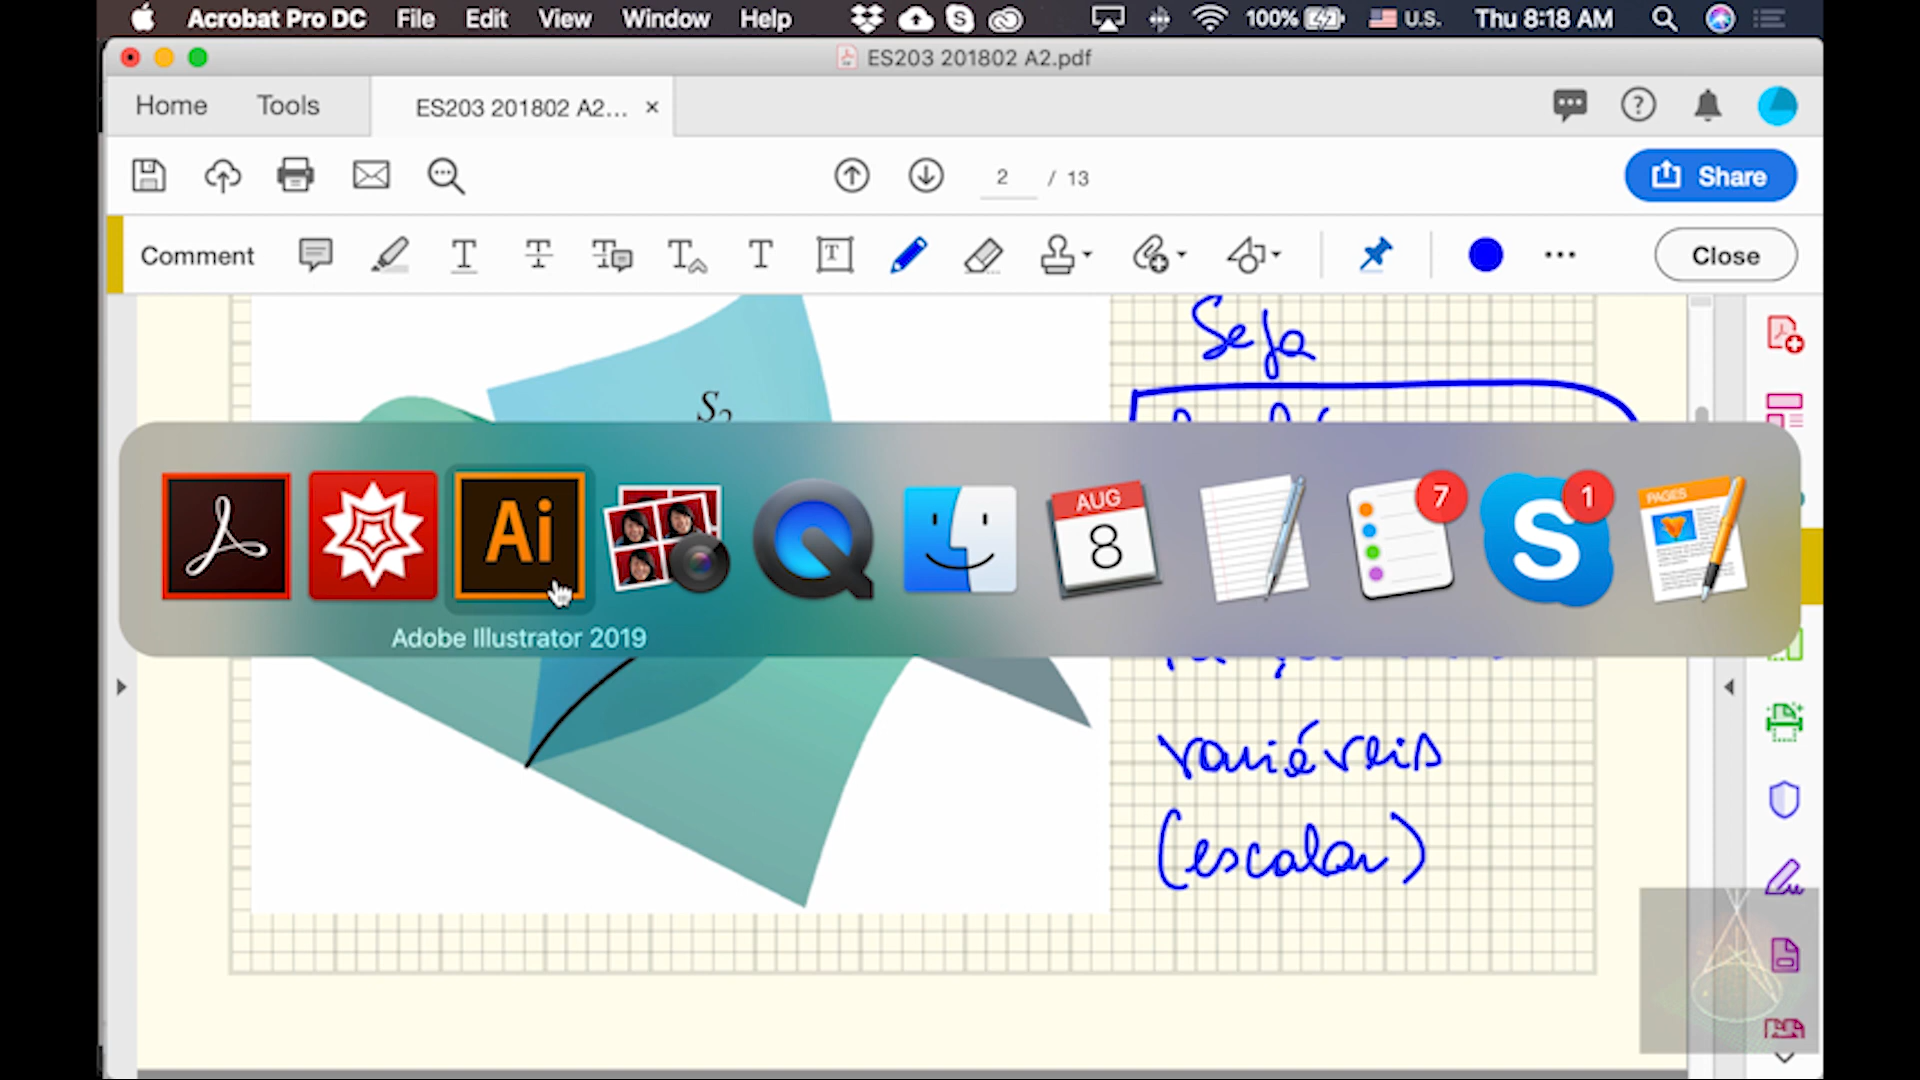 Acrobat Pro DC File Edit View Window Help 100% U.S. Thu 8:18 AM
ES203 201802 A2.pdf
Home Tools ES203 201802 A2... ×
2 / 13 Share
Comment Close
Seja
S₂
Ai AUG 8 7 S 1 PAGES
Adobe Illustrator 2019
variáveis
(escalar)